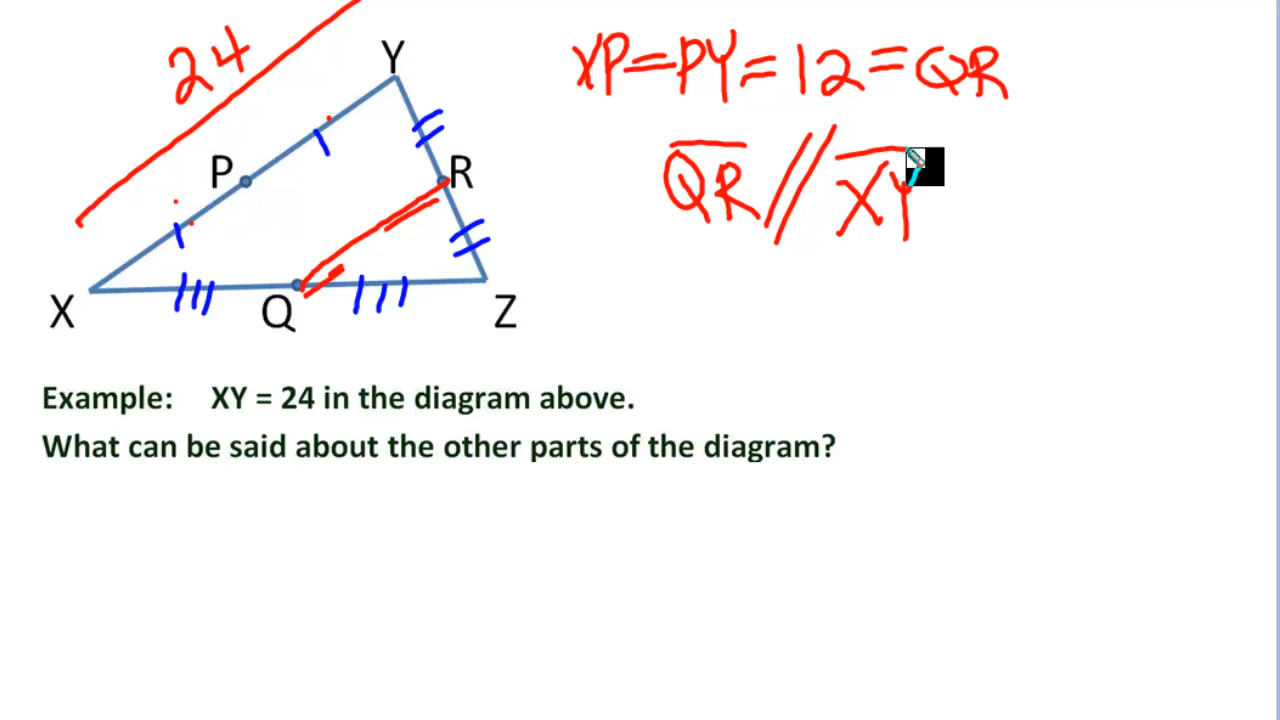 24
Y
XP=PY=12=QR
P
R
QR // XY
X
Q
Z
Example: XY = 24 in the diagram above.
What can be said about the other parts of the diagram?